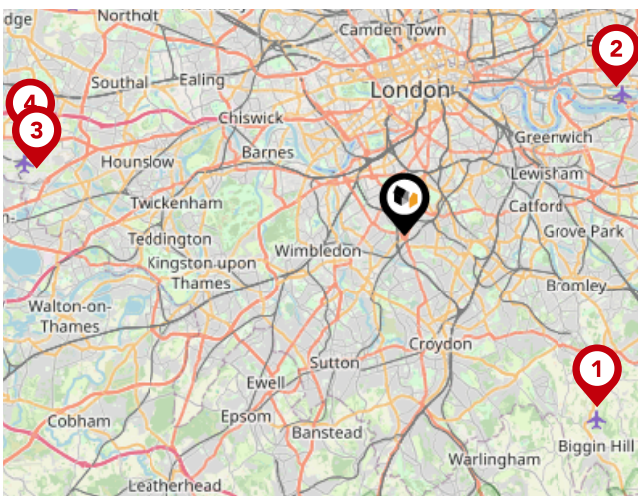 Northolt
Camden Town
2
Southall
Ealing
London
4
3
Chiswick
Greenwich
Barnes
Hounslow
Lewisham
Twickenham
Catford
Teddington
Grove Park
Wimbledon
Kingston upon
Thames
Bromley
Walton-on-
Thames
Croydon
Sutton
1
Ewell
Cobham
Epsom
Banstead
Biggin Hill
Warlingham
Leatherhead